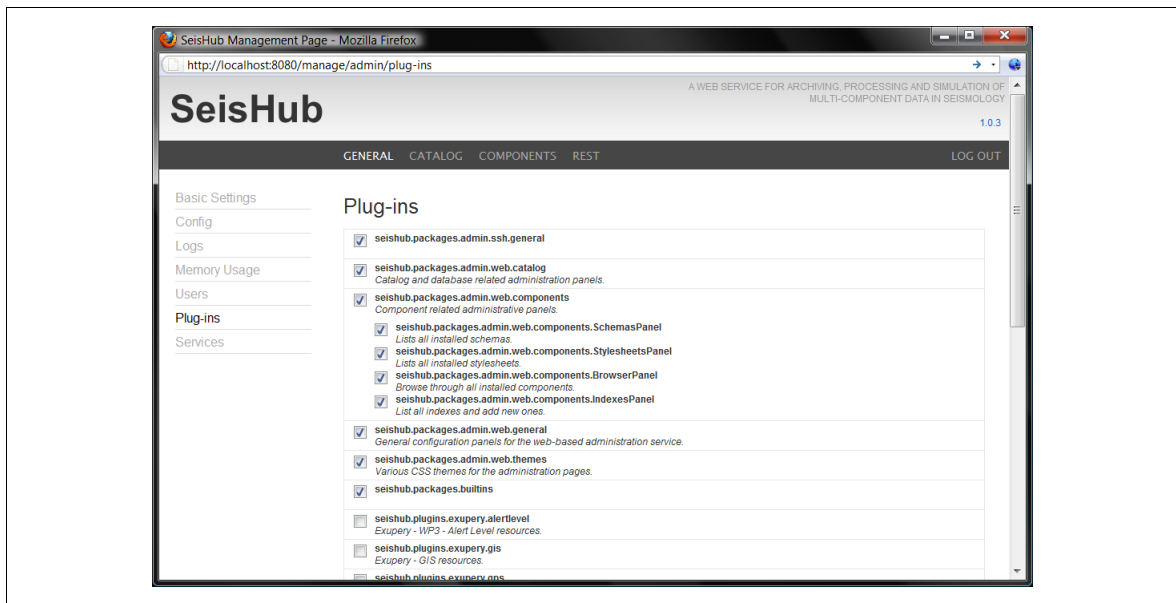 SeisHub Management Page - Mozilla Firefox
http://localhost:8080/manage/admin/plug-ins
SeisHub
A WEB SERVICE FOR ARCHIVING, PROCESSING AND SIMULATION OF
MULTI-COMPONENT DATA IN SEISMOLOGY
1.0.3
GENERAL CATALOG COMPONENTS REST LOG OUT
Basic Settings
Config
Logs
Memory Usage
Users
Plug-ins
Services
Plug-ins
seishub.packages.admin.ssh.general
seishub.packages.admin.web.catalog
Catalog and database related administration panels.
seishub.packages.admin.web.components
Component related administrative panels.
seishub.packages.admin.web.components.SchemasPanel
Lists all installed schemas.
seishub.packages.admin.web.components.StylesheetsPanel
Lists all installed stylesheets.
seishub.packages.admin.web.components.BrowserPanel
Browse through all installed components.
seishub.packages.admin.web.components.IndexesPanel
List all indexes and add new ones.
seishub.packages.admin.web.general
General configuration panels for the web-based administration service.
seishub.packages.admin.web.themes
Various CSS themes for the administration pages.
seishub.packages.builtins
seishub.plugins.exupery.alertlevel
Exupery - WP3 - Alert Level resources.
seishub.plugins.exupery.gis
Exupery - GIS resources.
seishub.plugins.exupery.gps